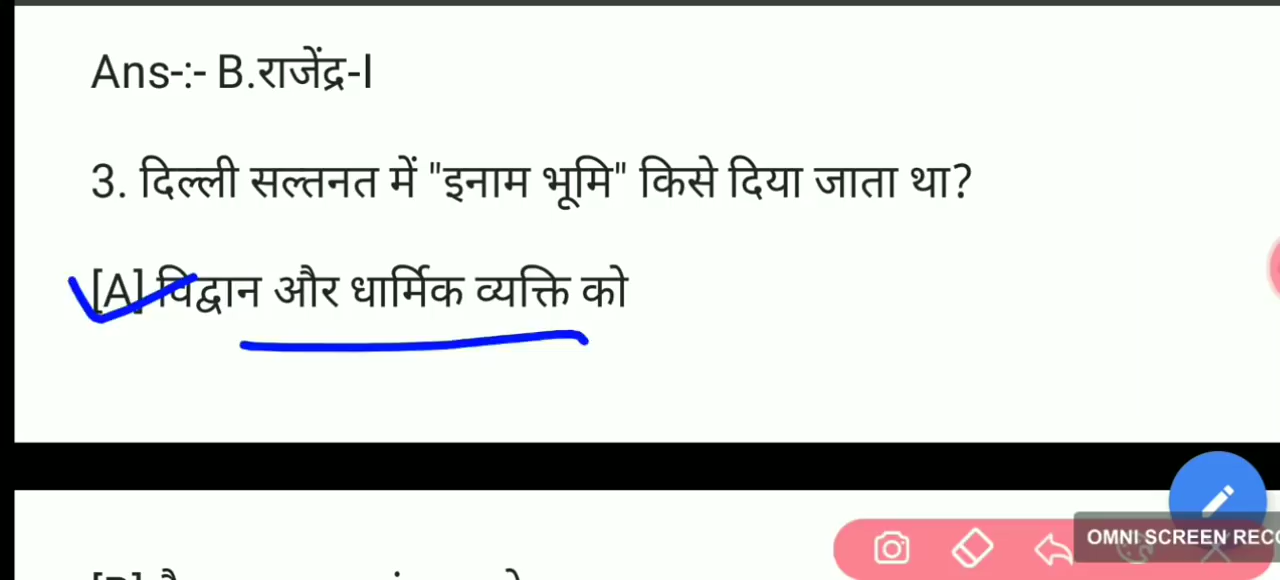 Ans-:- B.राजेंद्र-I
3. दिल्ली सल्तनत में "इनाम भूमि" किसे दिया जाता था?
[A] विद्वान और धार्मिक व्यक्ति को
OMNI SCREEN REC